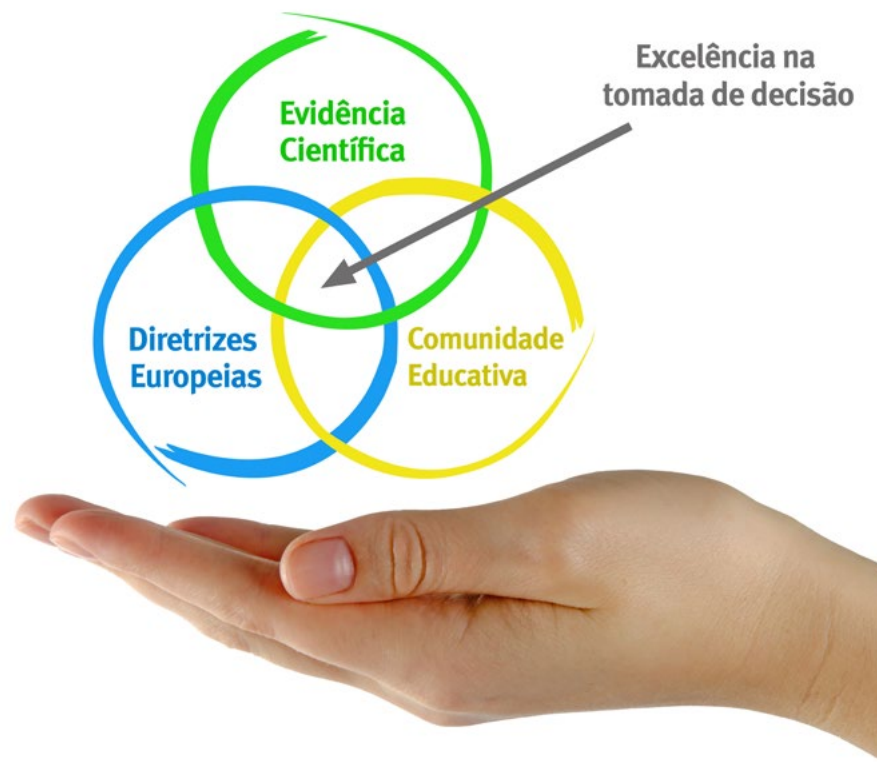 Excelência na
tomada de decisão
Evidência
Científica
Diretrizes
Europeias
Comunidade
Educativa